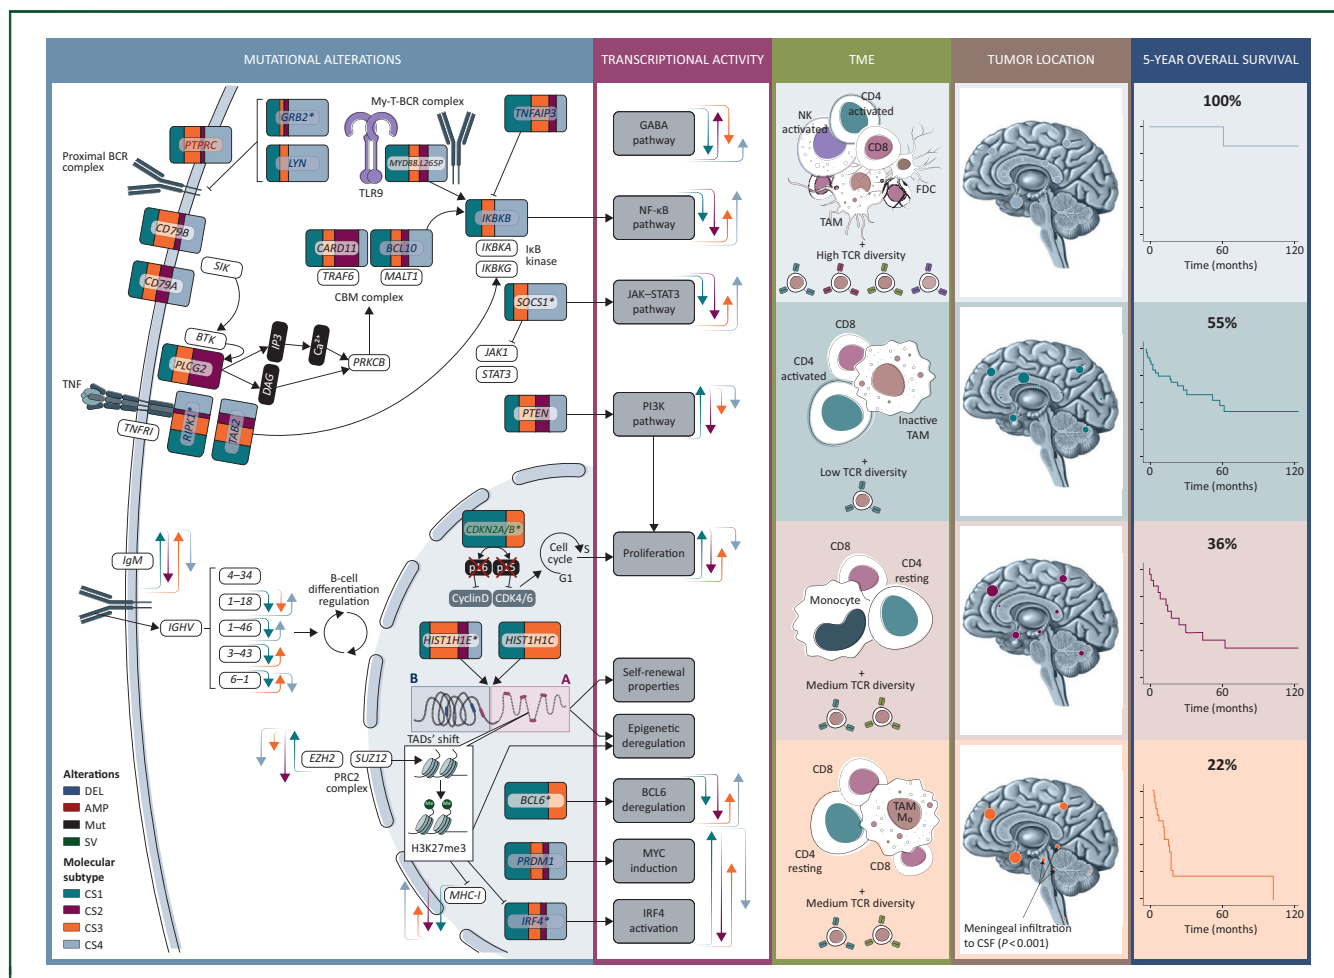 MUTATIONAL ALTERATIONS
TRANSCRIPTIONAL ACTIVITY
TME
TUMOR LOCATION
5-YEAR OVERALL SURVIVAL
Proximal BCR
complex
PTPRC
GRB2*
LYN
My-T-BCR complex
TLR9
MYD88.L265P
TNFAIP3
CD79B
CD79A
SIK
BTK
PLCG2
IP3
DAG
Ca²⁺
PRKCB
CARD11
BCL10
TRAF6
MALT1
CBM complex
IKBKB
IKBKA
IKBKG
IκB
kinase
SOCS1*
JAK1
STAT3
TNF
TNFRI
RIPK1*
TAB2
PTEN
IgM
IGHV
4–34
1–18
1–46
3–43
6–1
B-cell
differentiation
regulation
CDKN2A/B*
p16
p15
CyclinD
CDK4/6
Cell
cycle
S
G1
HIST1H1E*
HIST1H1C
B
A
TADs' shift
EZH2
SUZ12
PRC2
complex
Me
Me
H3K27me3
MHC-I
BCL6*
PRDM1
IRF4*
Alterations
DEL
AMP
Mut
SV
Molecular
subtype
CS1
CS2
CS3
CS4
GABA
pathway
NF-κB
pathway
JAK–STAT3
pathway
PI3K
pathway
Proliferation
Self-renewal
properties
Epigenetic
deregulation
BCL6
deregulation
MYC
induction
IRF4
activation
CD4
activated
NK
activated
CD8
FDC
TAM
+
High TCR diversity
CD8
CD4
activated
Inactive
TAM
+
Low TCR diversity
CD8
CD4
resting
Monocyte
+
Medium TCR diversity
CD8
TAM
M₀
CD4
resting
CD8
+
Medium TCR diversity
Meningeal infiltration
to CSF (P < 0.001)
100%
0 60 120
Time (months)
55%
0 60 120
Time (months)
36%
0 60 120
Time (months)
22%
0 60 120
Time (months)